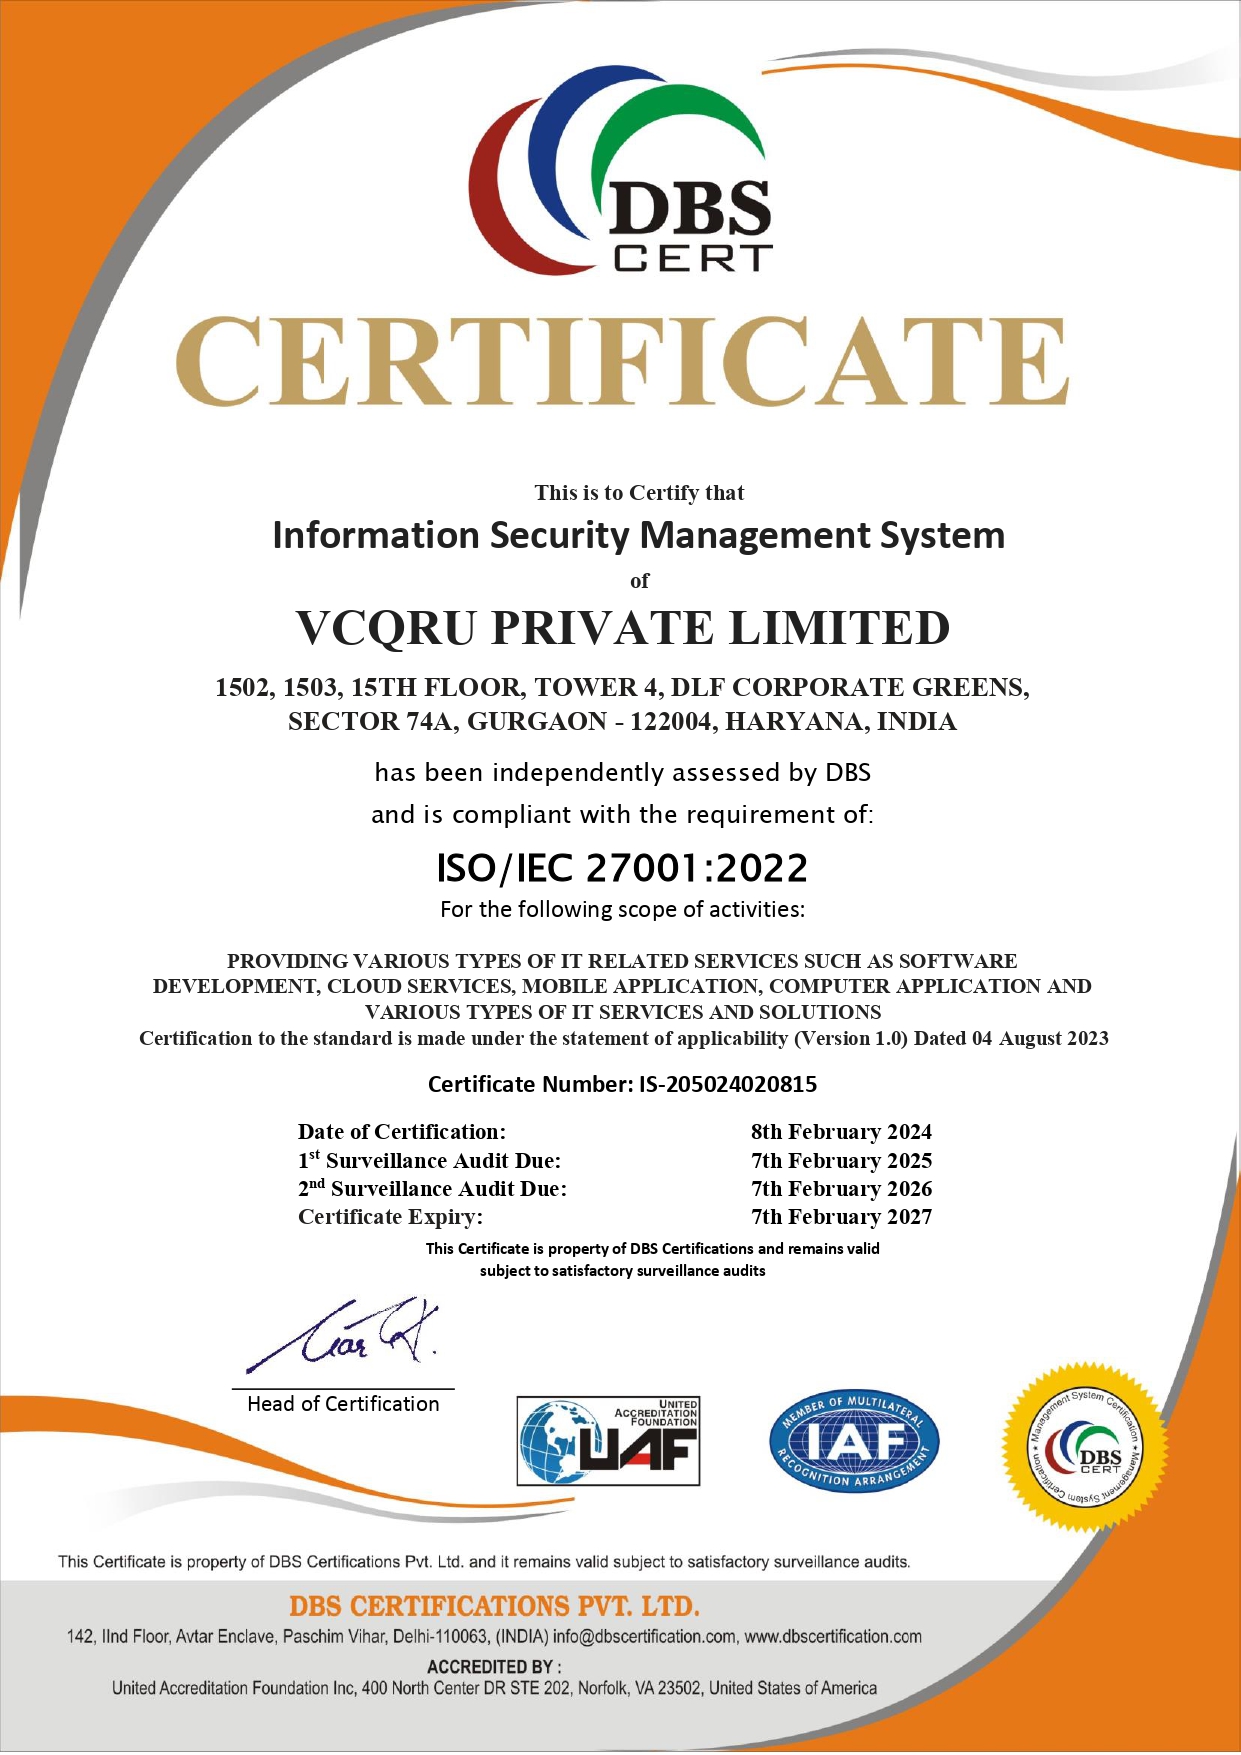 DBS
CERT
CERTIFICATE
This is to Certify that
Information Security Management System
of
VCQRU PRIVATE LIMITED
1502, 1503, 15TH FLOOR, TOWER 4, DLF CORPORATE GREENS,
SECTOR 74A, GURGAON - 122004, HARYANA, INDIA
has been independently assessed by DBS
and is compliant with the requirement of:
ISO/IEC 27001:2022
For the following scope of activities:
PROVIDING VARIOUS TYPES OF IT RELATED SERVICES SUCH AS SOFTWARE
DEVELOPMENT, CLOUD SERVICES, MOBILE APPLICATION, COMPUTER APPLICATION AND
VARIOUS TYPES OF IT SERVICES AND SOLUTIONS
Certification to the standard is made under the statement of applicability (Version 1.0) Dated 04 August 2023
Certificate Number: IS-205024020815
Date of Certification: 8th February 2024
1st Surveillance Audit Due: 7th February 2025
2nd Surveillance Audit Due: 7th February 2026
Certificate Expiry: 7th February 2027
This Certificate is property of DBS Certifications and remains valid
subject to satisfactory surveillance audits
Head of Certification
UNITED
ACCREDITATION
FOUNDATION
UAF
MEMBER OF MULTILATERAL
IAF
RECOGNITION ARRANGEMENT
Management System Certification
DBS
CERT
Management System Certification
This Certificate is property of DBS Certifications Pvt. Ltd. and it remains valid subject to satisfactory surveillance audits.
DBS CERTIFICATIONS PVT. LTD.
142, IInd Floor, Avtar Enclave, Paschim Vihar, Delhi-110063, (INDIA) info@dbscertification.com, www.dbscertification.com
ACCREDITED BY :
United Accreditation Foundation Inc, 400 North Center DR STE 202, Norfolk, VA 23502, United States of America